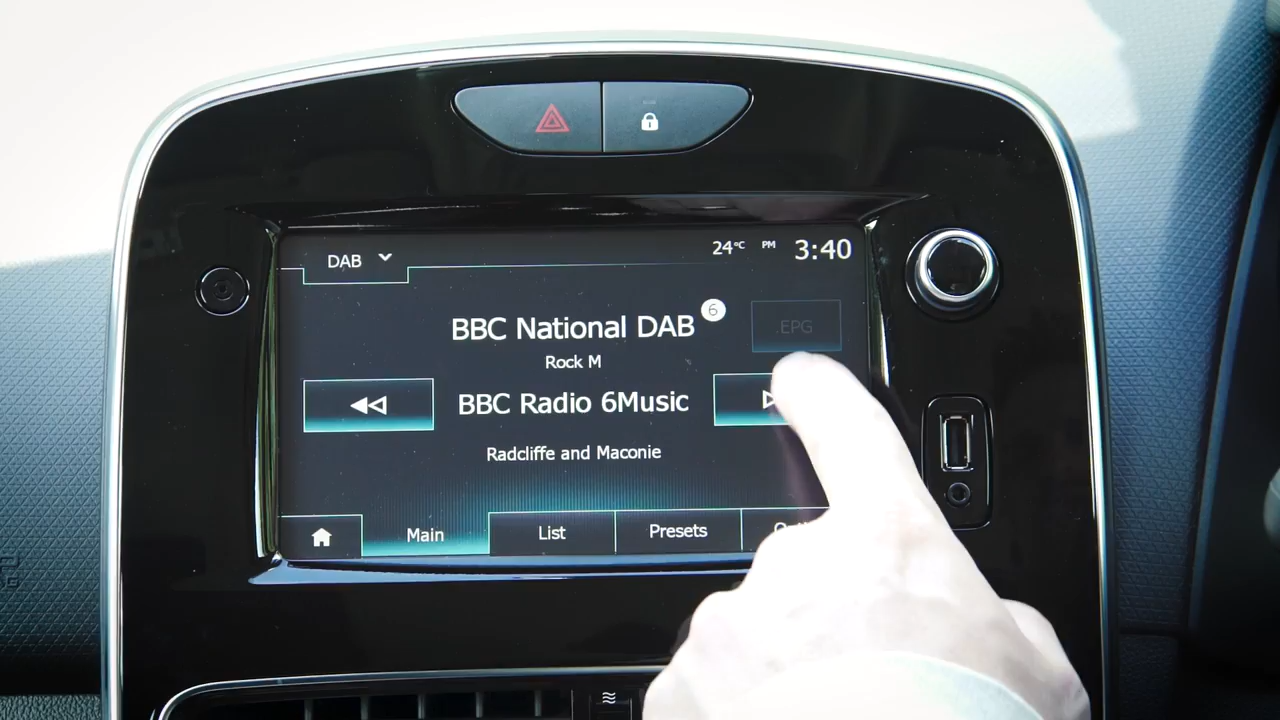 DAB
24°C PM 3:40
BBC National DAB 6
.EPG
Rock M
BBC Radio 6Music
Radcliffe and Maconie
Main List Presets